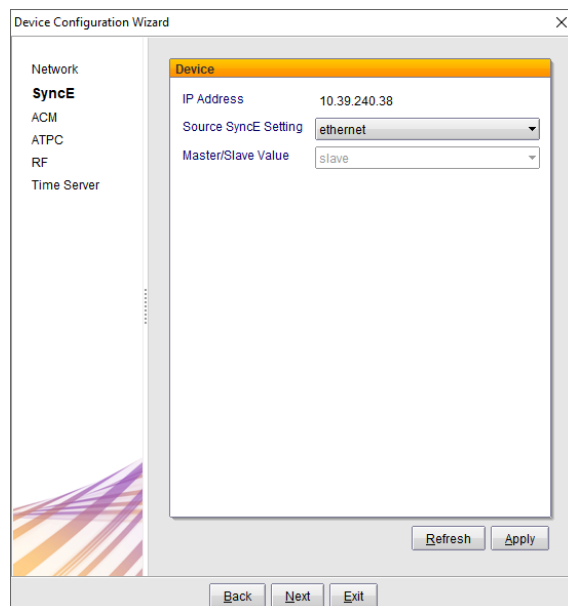 Device Configuration Wizard
Network
SyncE
ACM
ATPC
RF
Time Server
Device
IP Address 10.39.240.38
Source SyncE Setting ethernet
Master/Slave Value slave
Refresh Apply
Back Next Exit